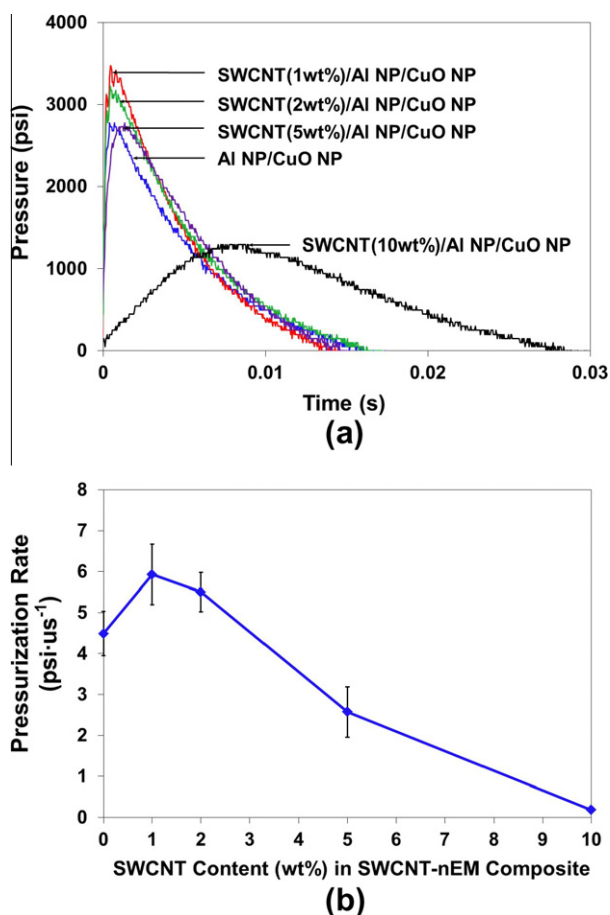 4000
3000
2000
1000
0
Pressure (psi)
SWCNT(1wt%)/Al NP/CuO NP
SWCNT(2wt%)/Al NP/CuO NP
SWCNT(5wt%)/Al NP/CuO NP
Al NP/CuO NP
SWCNT(10wt%)/Al NP/CuO NP
0 0.01 0.02 0.03
Time (s)
(a)
8
7
6
5
4
3
2
1
0
Pressurization Rate
(psi·us-1)
0 1 2 3 4 5 6 7 8 9 10
SWCNT Content (wt%) in SWCNT-nEM Composite
(b)